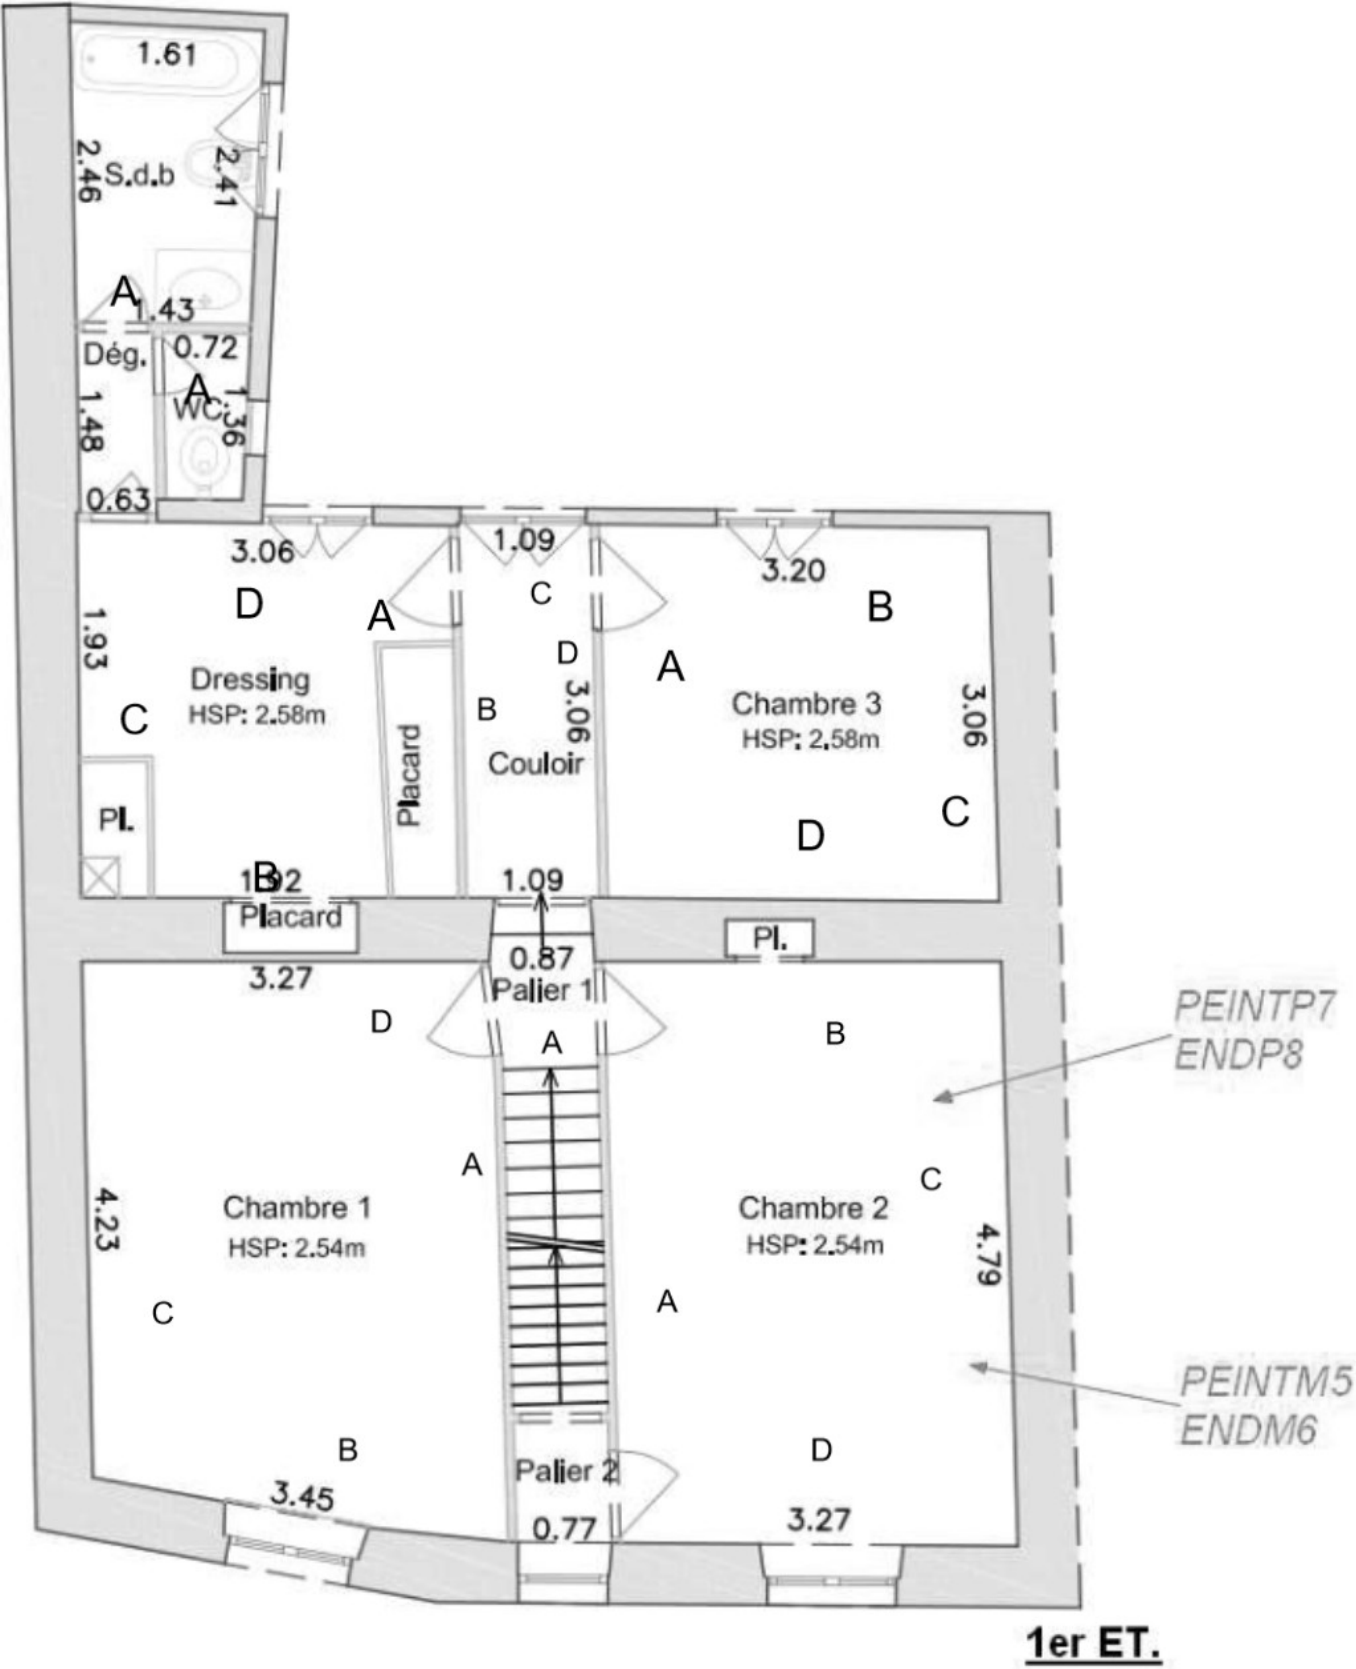 1.61
2.46
S.d.b
2.41
A
1.43
Dég.
0.72
A
WC
1.36
1.48
0.63
3.06
1.09
3.20
D
A
C
B
1.93
D
A
Dressing
HSP: 2.58m
C
B
3.06
Chambre 3
HSP: 2.58m
3.06
Couloir
Placard
Pl.
C
D
B
1.92
1.09
Placard
Pl.
0.87
3.27
Palier 1
D
A
B
PEINTP7
ENDP8
A
C
Chambre 1
HSP: 2.54m
Chambre 2
HSP: 2.54m
4.23
4.79
C
A
PEINTM5
ENDM6
B
D
Palier 2
3.45
0.77
3.27
1er ET.